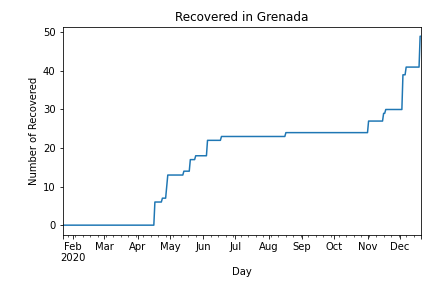 Recovered in Grenada
Number of Recovered
50
40
30
20
10
0
Feb Mar Apr May Jun Jul Aug Sep Oct Nov Dec
2020
Day